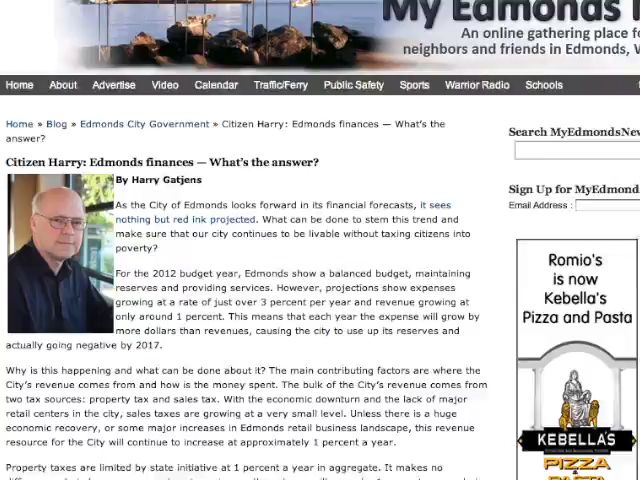 My Edmonds
An online gathering place
neighbors and friends in Edmonds,
Home About Advertise Video Calendar Traffic/Ferry Public Safety Sports Warrior Radio Schools
Home » Blog » Edmonds City Government » Citizen Harry: Edmonds finances — What's the
answer?
Citizen Harry: Edmonds finances — What's the answer?
By Harry Gatjens
As the City of Edmonds looks forward in its financial forecasts, it sees
nothing but red ink projected. What can be done to stem this trend and
make sure that our city continues to be livable without taxing citizens into
poverty?
For the 2012 budget year, Edmonds show a balanced budget, maintaining
reserves and providing services. However, projections show expenses
growing at a rate of just over 3 percent per year and revenue growing at
only around 1 percent. This means that each year the expense will grow by
more dollars than revenues, causing the city to use up its reserves and
actually going negative by 2017.
Why is this happening and what can be done about it? The main contributing factors are where the
City's revenue comes from and how is the money spent. The bulk of the City's revenue comes from
two tax sources: property tax and sales tax. With the economic downturn and the lack of major
retail centers in the city, sales taxes are growing at a very small level. Unless there is a huge
economic recovery, or some major increases in Edmonds retail business landscape, this revenue
resource for the City will continue to increase at approximately 1 percent a year.
Property taxes are limited by state initiative at 1 percent a year in aggregate. It makes no
Search MyEdmondsNew
Sign Up for MyEdmond
Email Address :
Romio's
is now
Kebella's
Pizza and Pasta
KEBELLA'S
PIZZA